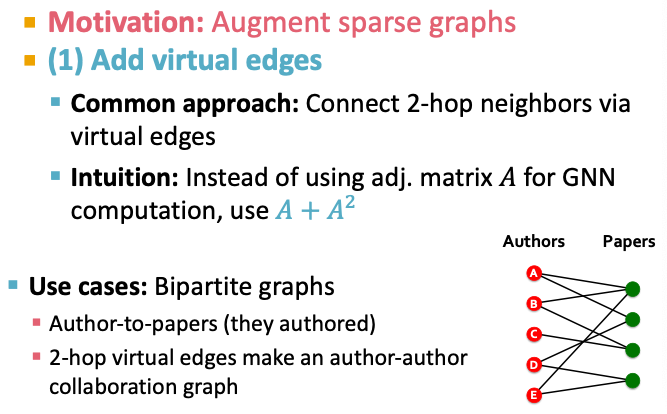 Motivation: Augment sparse graphs
(1) Add virtual edges
Common approach: Connect 2-hop neighbors via
virtual edges
Intuition: Instead of using adj. matrix A for GNN
computation, use A + A²
Authors Papers
Use cases: Bipartite graphs
Author-to-papers (they authored)
2-hop virtual edges make an author-author
collaboration graph
A
B
C
D
E